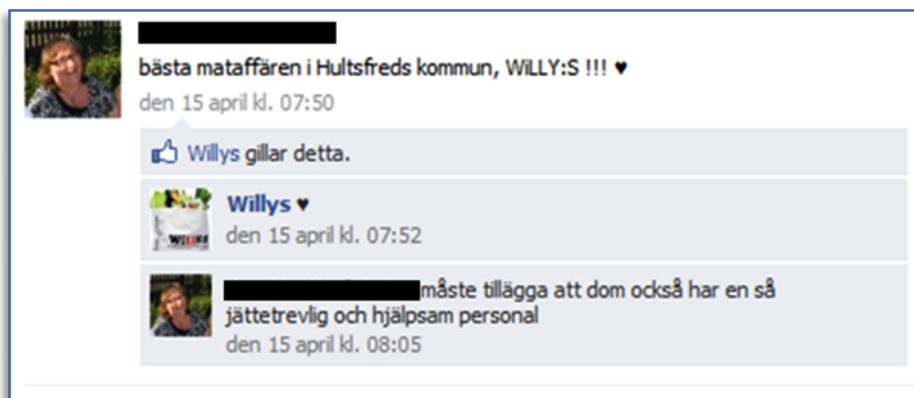 bästa mataffären i Hultsfreds kommun, WiLLY:S !!! ♥
den 15 april kl. 07:50
Willys gillar detta.
Willys ♥
den 15 april kl. 07:52
måste tillägga att dom också har en så
jättetrevlig och hjälpsam personal
den 15 april kl. 08:05